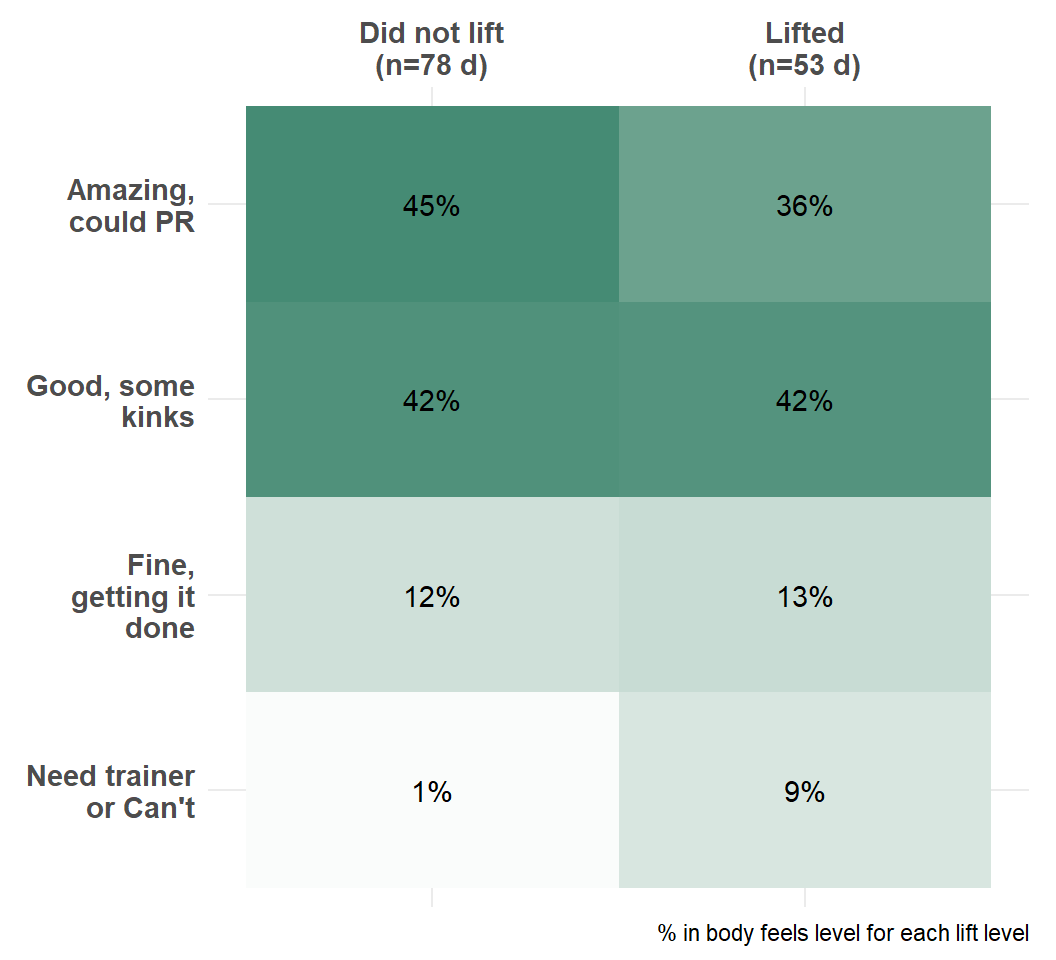 Did not lift
(n=78 d)
Lifted
(n=53 d)
Amazing,
could PR
45%
36%
Good, some
kinks
42%
42%
Fine,
getting it
done
12%
13%
Need trainer
or Can't
1%
9%
% in body feels level for each lift level